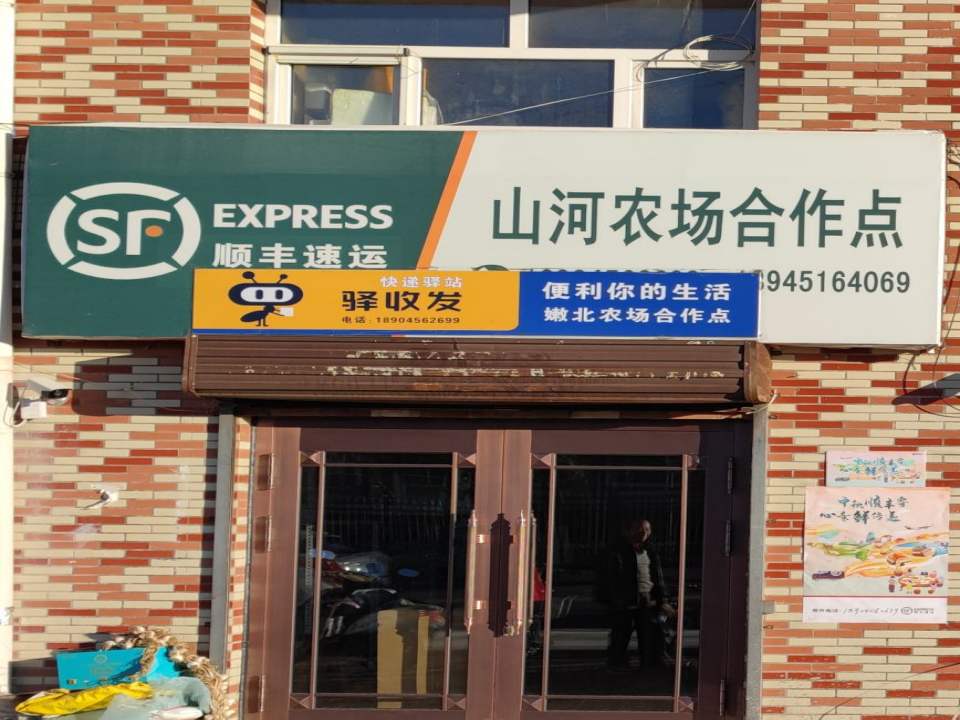 SF EXPRESS
顺丰速运
山河农场合作点
8945164069
快递驿站
驿收发
电话:18904562699
便利你的生活
嫩北农场合作点